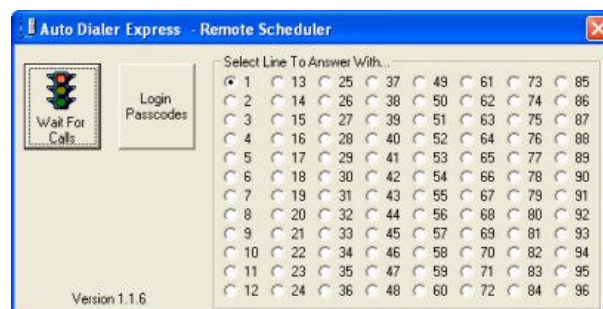 Auto Dialer Express - Remote Scheduler
Wait For
Calls
Login
Passcodes
Select Line To Answer With...
1 13 25 37 49 61 73 85
2 14 26 38 50 62 74 86
3 15 27 39 51 63 75 87
4 16 28 40 52 64 76 88
5 17 29 41 53 65 77 89
6 18 30 42 54 66 78 90
7 19 31 43 55 67 79 91
8 20 32 44 56 68 80 92
9 21 33 45 57 69 81 93
10 22 34 46 58 70 82 94
11 23 35 47 59 71 83 95
12 24 36 48 60 72 84 96
Version 1.1.6